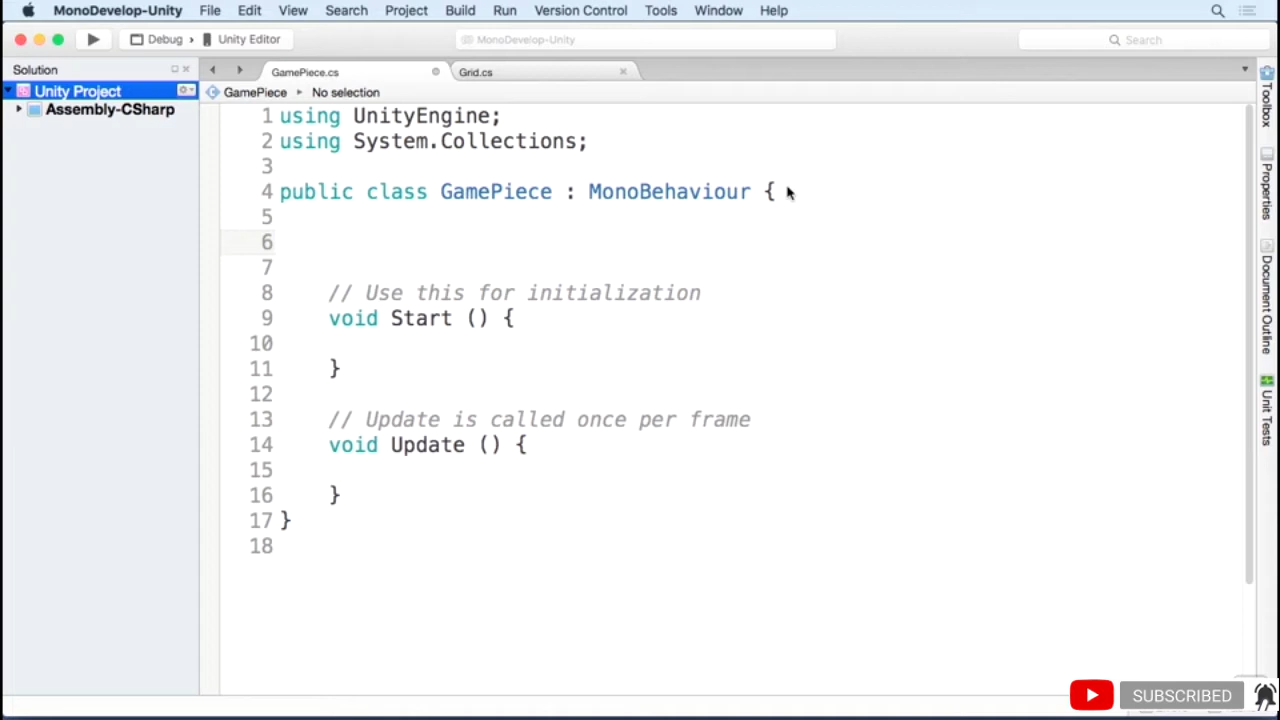 MonoDevelop-Unity File Edit View Search Project Build Run Version Control Tools Window Help
Debug › Unity Editor MonoDevelop-Unity Search
Solution GamePiece.cs Grid.cs
Unity Project GamePiece ▸ No selection
Assembly-CSharp
1 using UnityEngine;
2 using System.Collections;
3
4 public class GamePiece : MonoBehaviour {
5
6
7
8 // Use this for initialization
9 void Start () {
10
11 }
12
13 // Update is called once per frame
14 void Update () {
15
16 }
17 }
18
Toolbox
Properties
Document Outline
Unit Tests
SUBSCRIBED